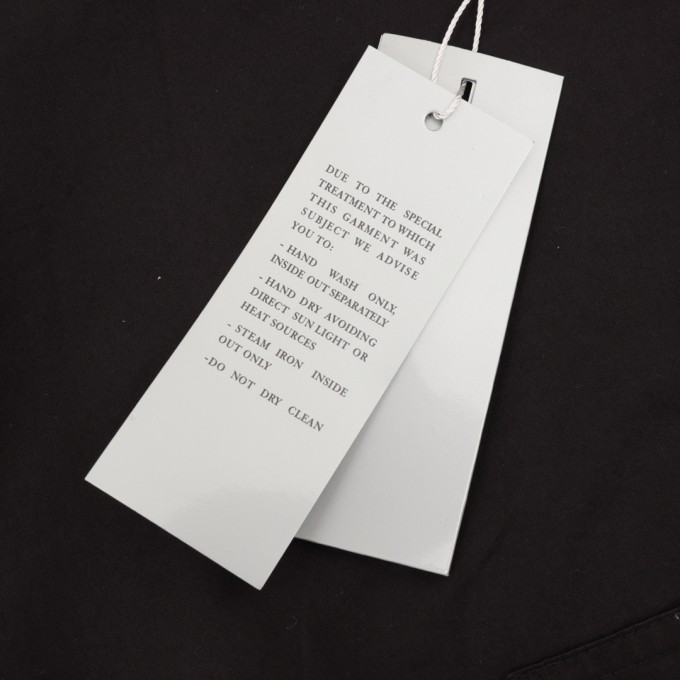 DUE TO THE SPECIAL
TREATMENT TO WHICH
THIS GARMENT WAS
SUBJECT WE ADVISE
YOU TO:
- HAND WASH ONLY,
INSIDE OUT SEPARATELY
- HAND DRY AVOIDING
DIRECT SUN LIGHT OR
HEAT SOURCES
- STEAM IRON INSIDE
OUT ONLY
-DO NOT DRY CLEAN